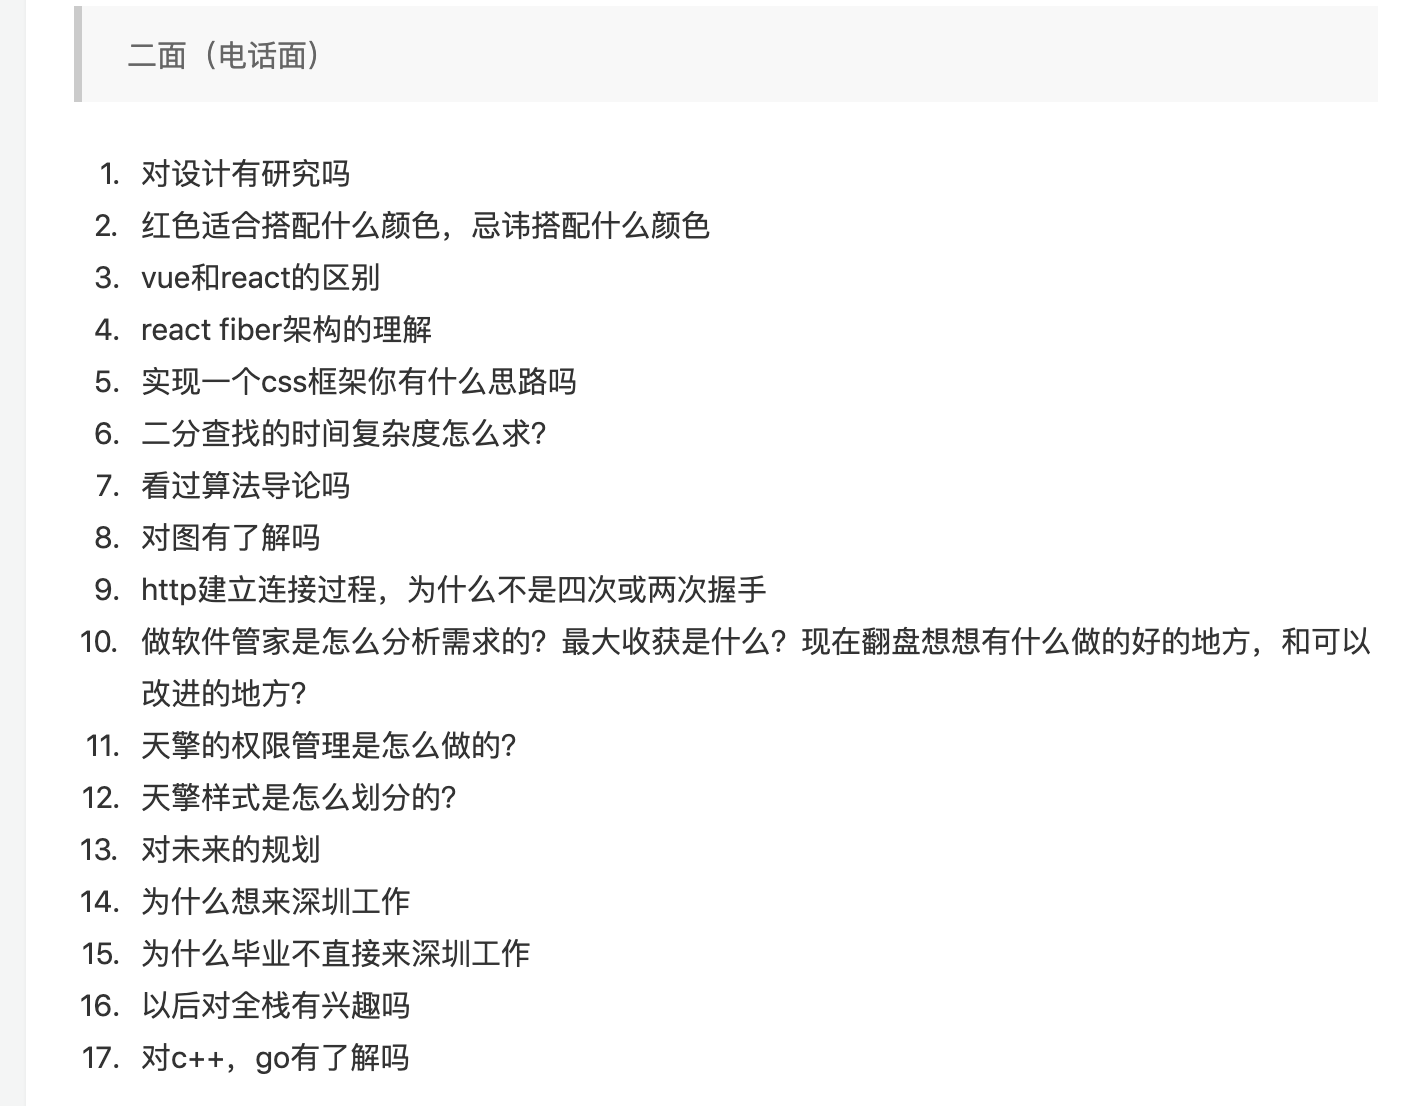 二面（电话面）
1. 对设计有研究吗
2. 红色适合搭配什么颜色，忌讳搭配什么颜色
3. vue和react的区别
4. react fiber架构的理解
5. 实现一个css框架你有什么思路吗
6. 二分查找的时间复杂度怎么求?
7. 看过算法导论吗
8. 对图有了解吗
9. http建立连接过程，为什么不是四次或两次握手
10. 做软件管家是怎么分析需求的？最大收获是什么？现在翻盘想想有什么做的好的地方，和可以
改进的地方?
11. 天擎的权限管理是怎么做的?
12. 天擎样式是怎么划分的?
13. 对未来的规划
14. 为什么想来深圳工作
15. 为什么毕业不直接来深圳工作
16. 以后对全栈有兴趣吗
17. 对c++，go有了解吗